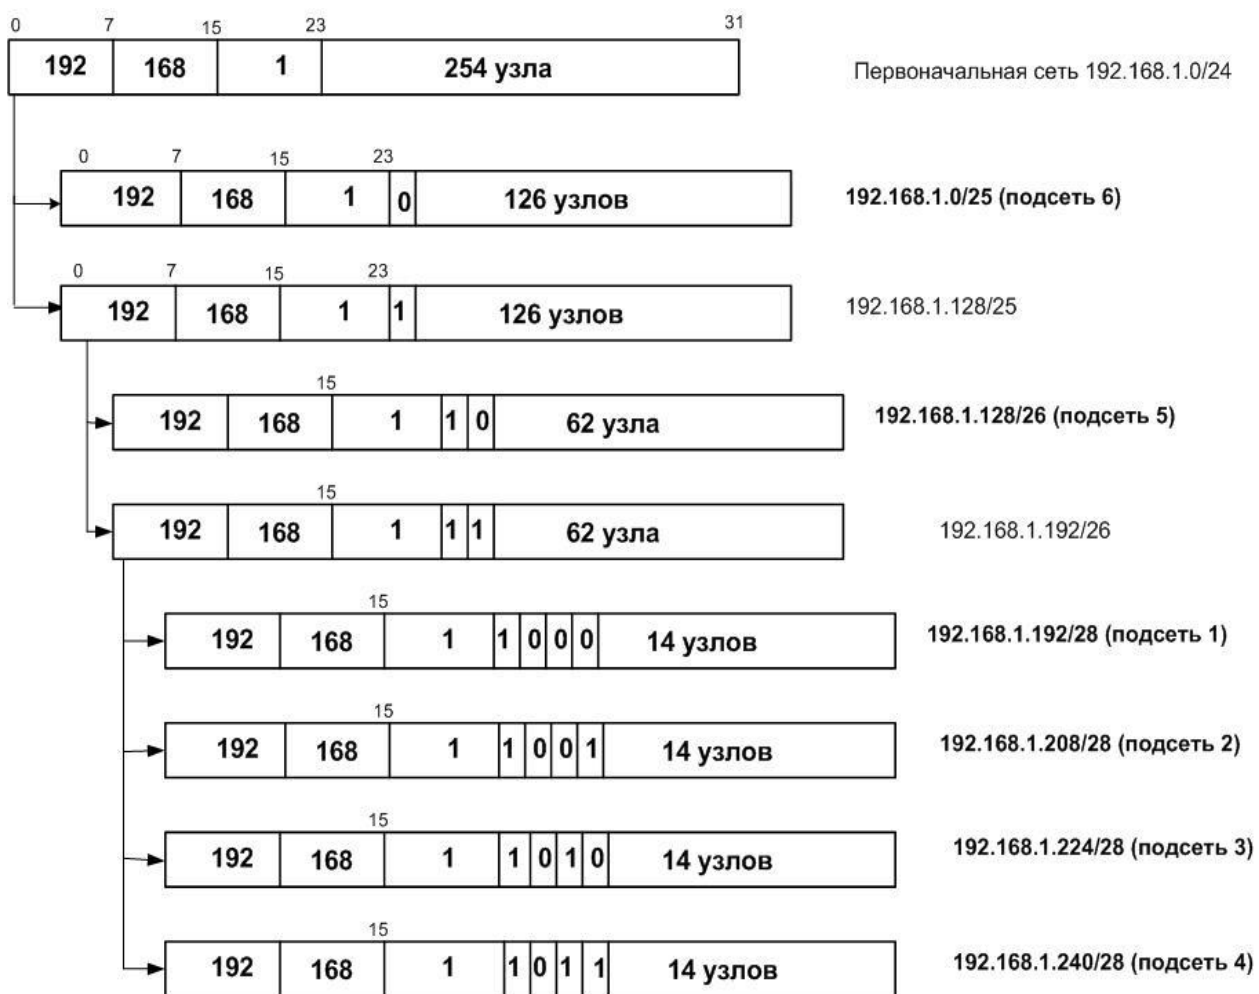 0 7 15 23 31
192 168 1 254 узла Первоначальная сеть 192.168.1.0/24
0 7 15 23
192 168 1 0 126 узлов 192.168.1.0/25 (подсеть 6)
0 7 15 23
192 168 1 1 126 узлов 192.168.1.128/25
15
192 168 1 1 0 62 узла 192.168.1.128/26 (подсеть 5)
15
192 168 1 1 1 62 узла 192.168.1.192/26
15
192 168 1 1 0 0 0 14 узлов 192.168.1.192/28 (подсеть 1)
15
192 168 1 1 0 0 1 14 узлов 192.168.1.208/28 (подсеть 2)
15
192 168 1 1 0 1 0 14 узлов 192.168.1.224/28 (подсеть 3)
15
192 168 1 1 0 1 1 14 узлов 192.168.1.240/28 (подсеть 4)